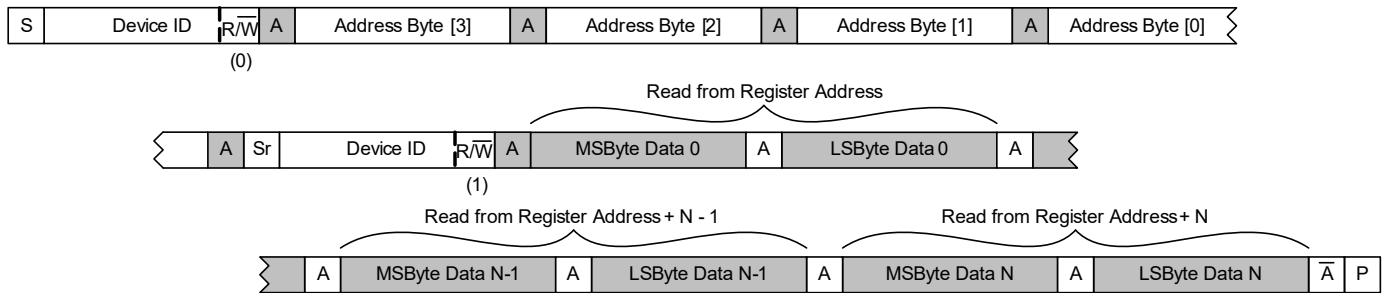 S Device ID R/W̅ A Address Byte [3] A Address Byte [2] A Address Byte [1] A Address Byte [0]
(0)
Read from Register Address
A Sr Device ID R/W̅ A MSByte Data 0 A LSByte Data 0 A
(1)
Read from Register Address + N - 1 Read from Register Address + N
A MSByte Data N-1 A LSByte Data N-1 A MSByte Data N A LSByte Data N A̅ P